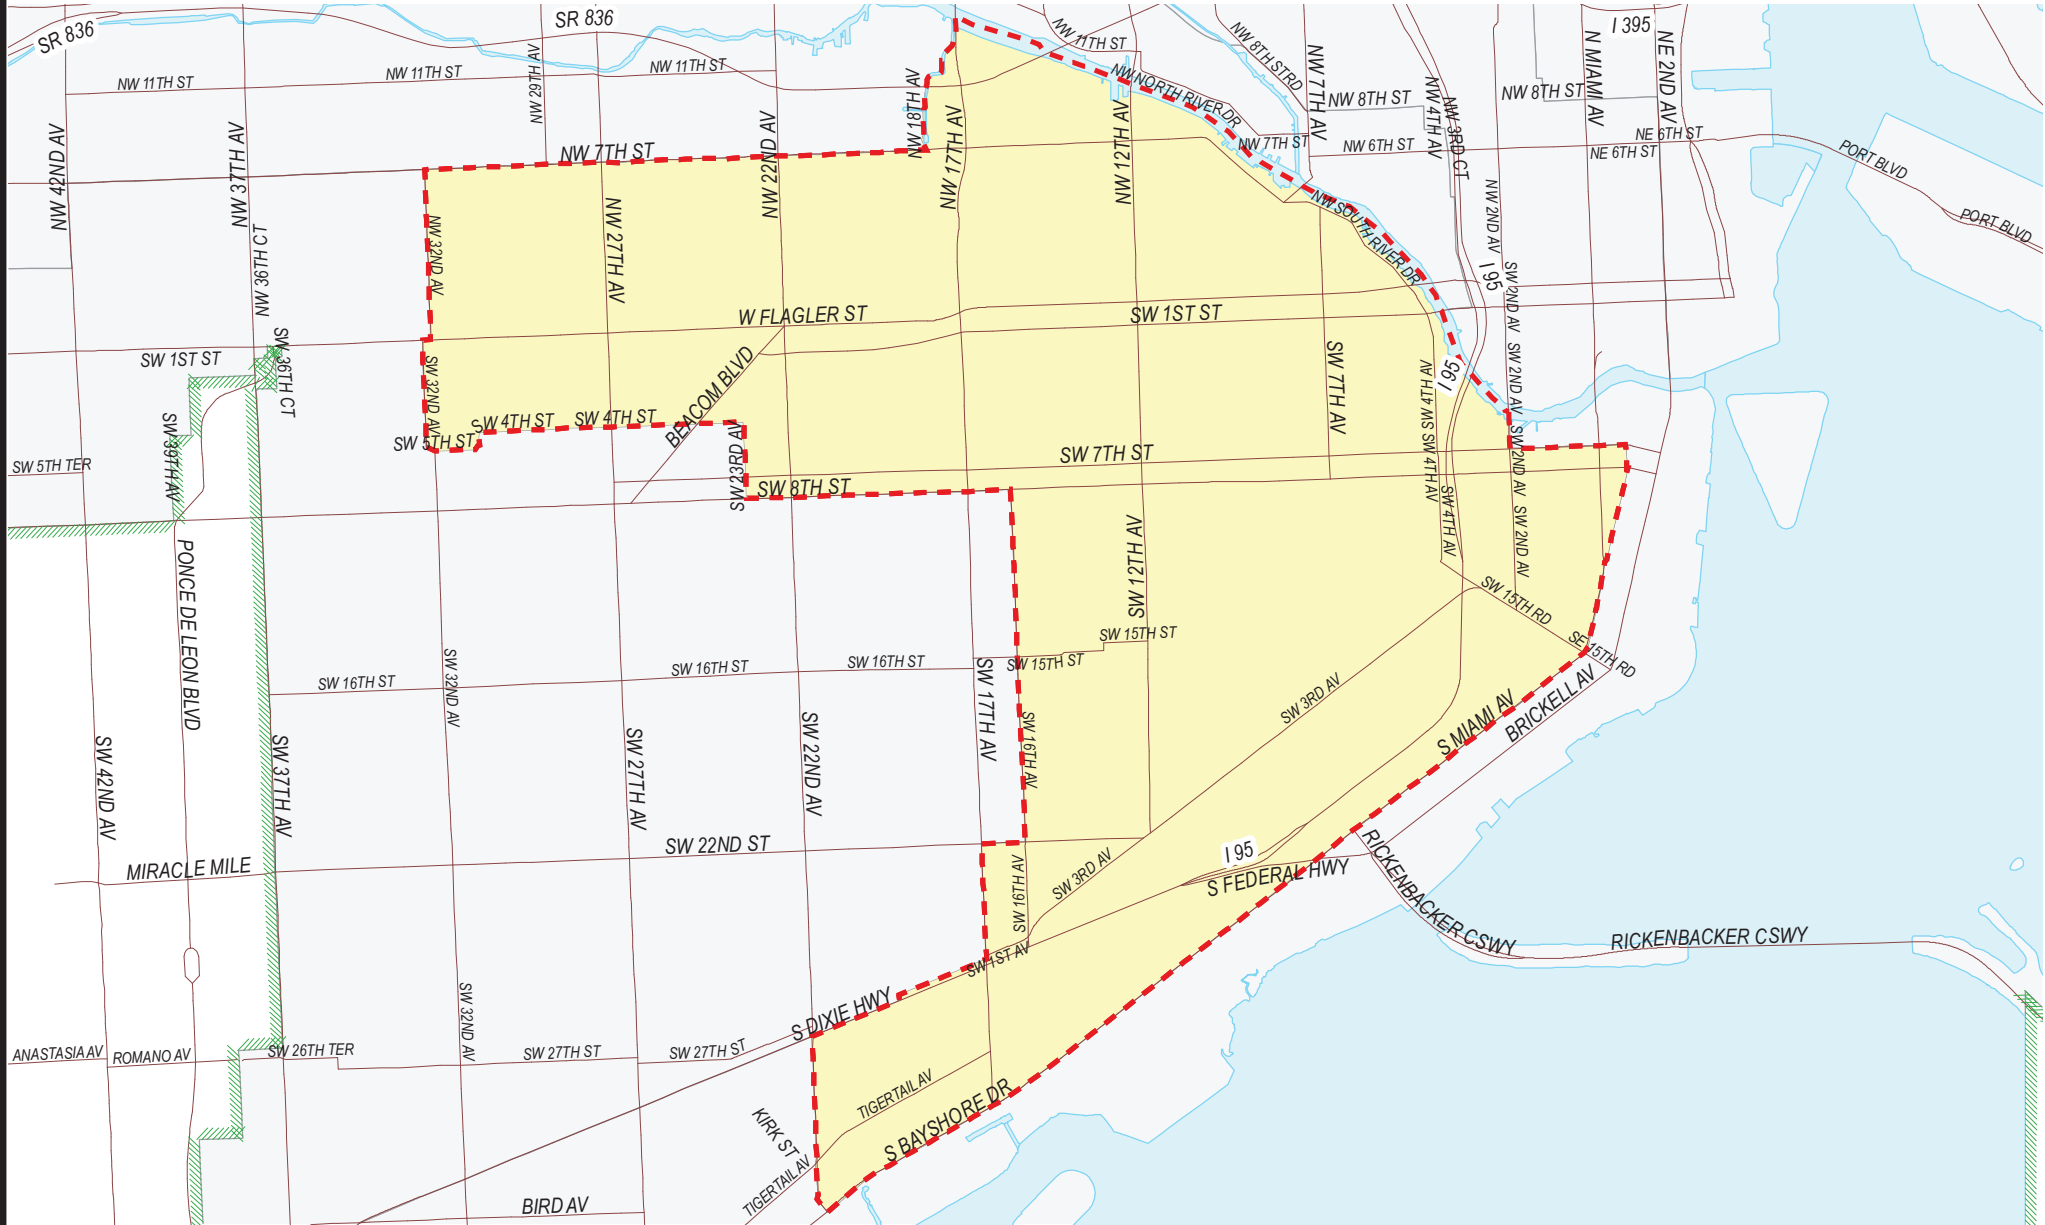 SR 836
SR 836
I 395
NW 11TH ST
NW 11TH ST
NW 11TH ST
NW 11TH ST
NW 29TH AV
NW 8TH STRD
NW 7TH AV
N MIAMI AV
NE 2ND AV
NW 18TH AV
NW NORTH RIVER DR
NW 8TH ST
NW 4TH AV
NW 3RD CT
NW 8TH ST
NW 42ND AV
NW 37TH AV
NW 22ND AV
NW 17TH AV
NW 12TH AV
NW 7TH ST
NW 7TH ST
NW 6TH ST
NE 6TH ST
NE 6TH ST
PORT BLVD
PORT BLVD
NW 36TH CT
NW 32ND AV
NW 27TH AV
NW SOUTH RIVER DR
NW 2ND AV
I 95
SW 2ND AV
W FLAGLER ST
SW 1ST ST
SW 1ST ST
SW 36TH CT
SW 32ND AV
BEACOM BLVD
SW 7TH AV
I 95
SW 4TH AV
SW 2ND AV
SW 39TH AV
SW 4TH ST
SW 4TH ST
SW 5TH ST
SW 23RD AV
SW 7TH ST
SW 4TH AV
SW 2ND AV
SW 5TH TER
SW 8TH ST
SW 4TH AV
SW 2ND AV
PONCE DE LEON BLVD
SW 12TH AV
SW 15TH RD
SE 15TH RD
SW 15TH ST
SW 15TH ST
SW 16TH ST
SW 16TH ST
SW 16TH ST
SW 32ND AV
SW 17TH AV
SW 3RD AV
S MIAMI AV
BRICKELL AV
SW 42ND AV
SW 37TH AV
SW 27TH AV
SW 22ND AV
SW 16TH AV
SW 22ND ST
MIRACLE MILE
I 95
SW 3RD AV
SW 16TH AV
S FEDERAL HWY
RICKENBACKER CSWY
RICKENBACKER CSWY
SW 1ST AV
SW 32ND AV
S DIXIE HWY
ANASTASIA AV
ROMANO AV
SW 26TH TER
SW 27TH ST
SW 27TH ST
TIGERTAIL AV
S BAYSHORE DR
KIRK ST
TIGERTAIL AV
BIRD AV